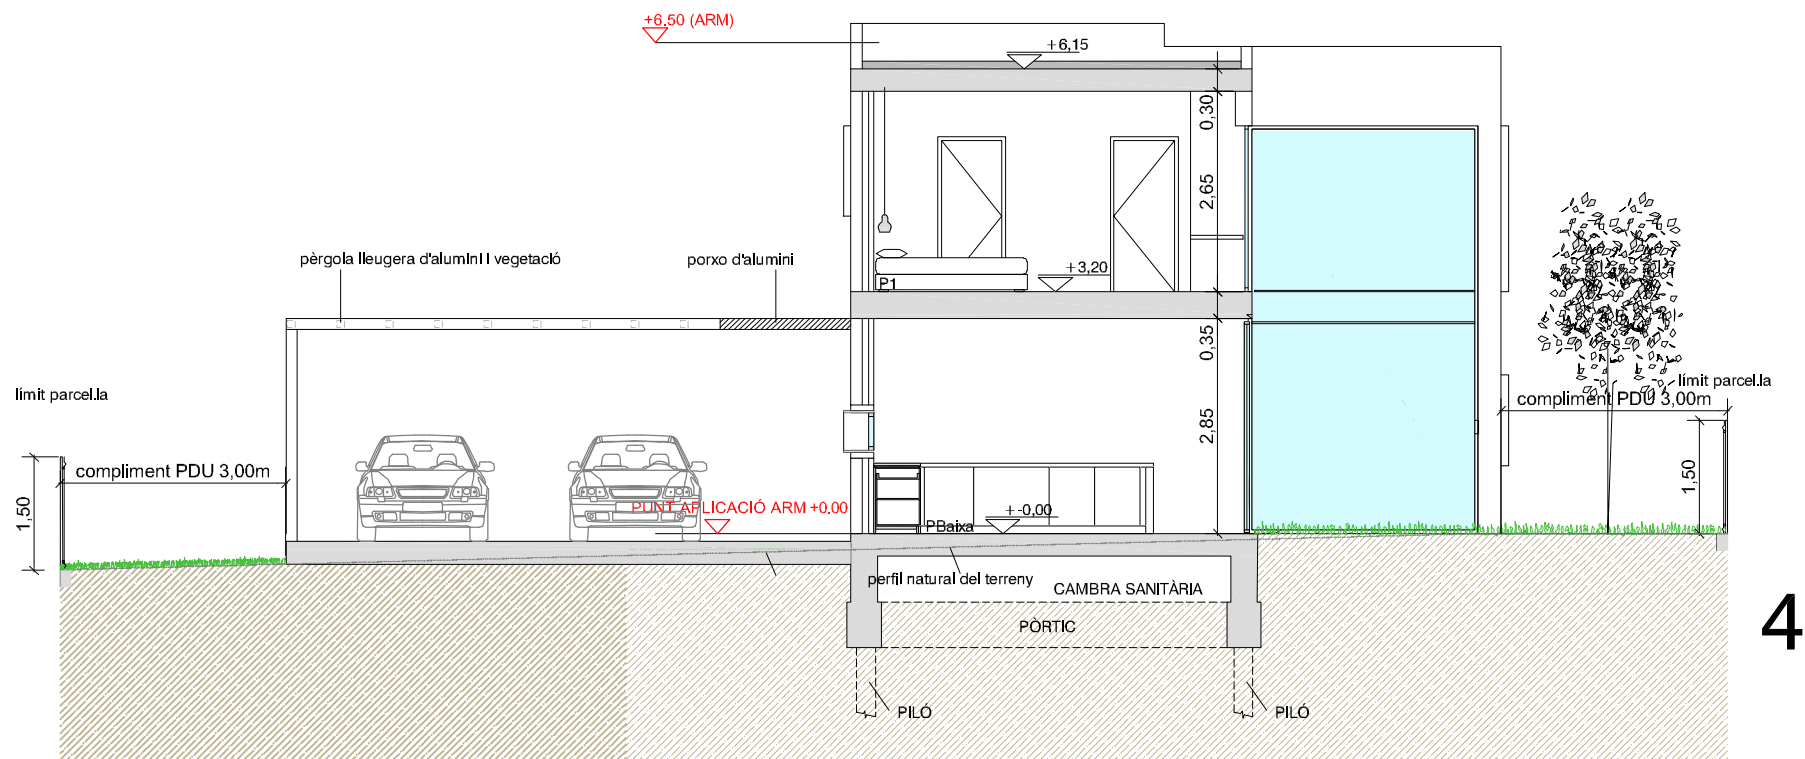 +6.50 (ARM)
+6,15
0,30
2,65
pèrgola lleugera d'alumini i vegetació
porxo d'alumini
+3,20
P1
0,35
límit parcel.la
límit parcel.la
compliment PDU 3,00m
2,85
compliment PDU 3,00m
1,50
1,50
PUNT APLICACIÓ ARM +0.00
+-0,00
PBaixa
perfil natural del terreny
CAMBRA SANITÀRIA
PÒRTIC
4
PILÓ
PILÓ